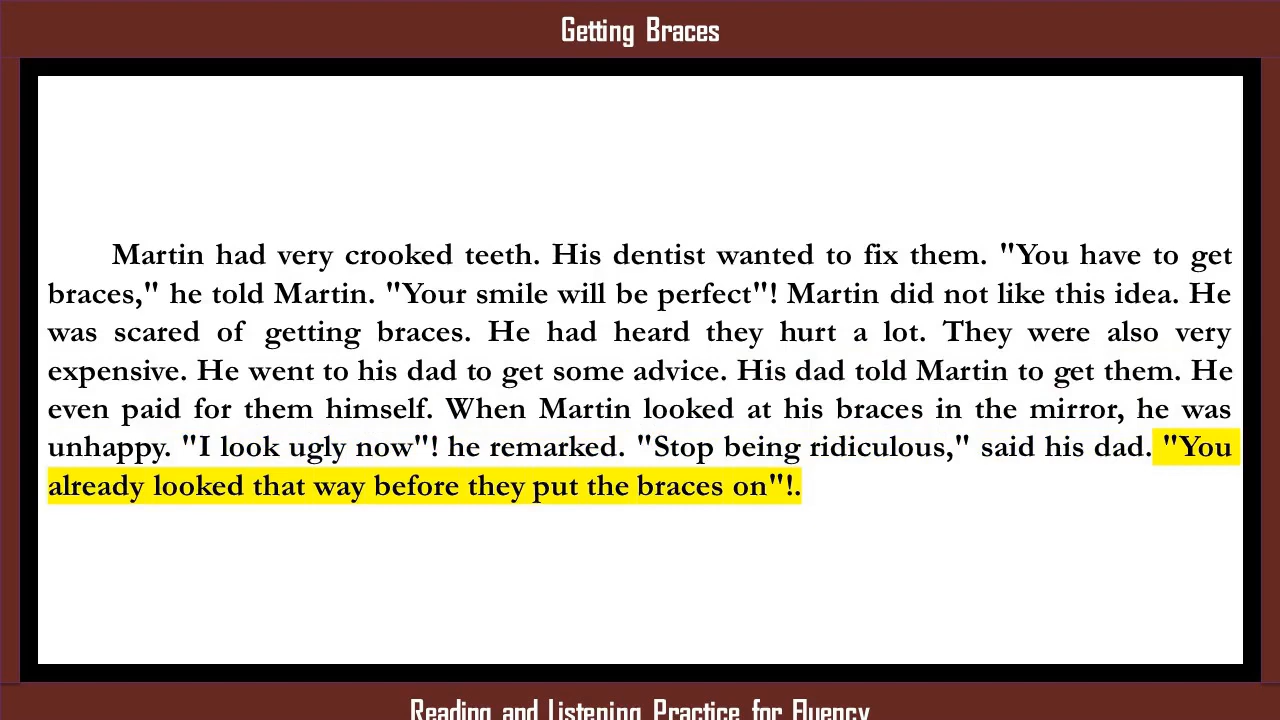 Getting Braces
Martin had very crooked teeth. His dentist wanted to fix them. "You have to get
braces," he told Martin. "Your smile will be perfect"! Martin did not like this idea. He
was scared of getting braces. He had heard they hurt a lot. They were also very
expensive. He went to his dad to get some advice. His dad told Martin to get them. He
even paid for them himself. When Martin looked at his braces in the mirror, he was
unhappy. "I look ugly now"! he remarked. "Stop being ridiculous," said his dad. "You
already looked that way before they put the braces on"!.
Reading and Listening Practice for Fluency